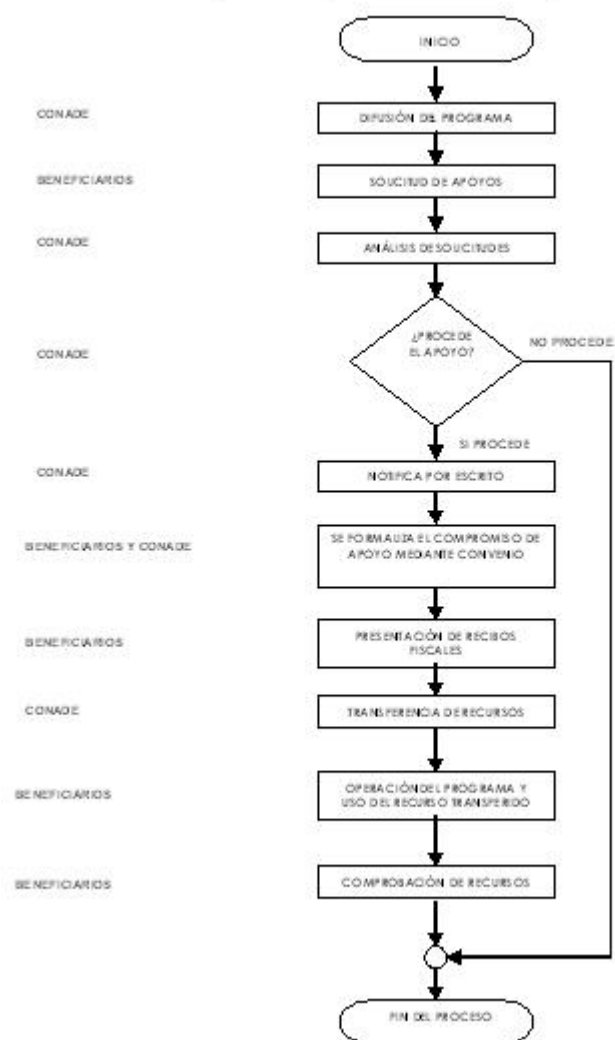 INICIO
CONADE
DIFUSIÓN DEL PROGRAMA
BENEFICIARIOS
SOLICITUD DE APOYOS
CONADE
ANÁLISIS DE SOLICITUDES
CONADE
¿PROCEDE
EL APOYO?
NO PROCEDE
SI PROCEDE
CONADE
NOTIFICA POR ESCRITO
BENEFICIARIOS Y CONADE
SE FORMALIZA EL COMPROMISO DE
APOYO MEDIANTE CONVENIO
BENEFICIARIOS
PRESENTACIÓN DE RECIBOS
FISCALES
CONADE
TRANSFERENCIA DE RECURSOS
BENEFICIARIOS
OPERACIÓN DEL PROGRAMA Y
USO DEL RECURSO TRANSFERIDO
BENEFICIARIOS
COMPROBACIÓN DE RECURSOS
FIN DEL PROCESO